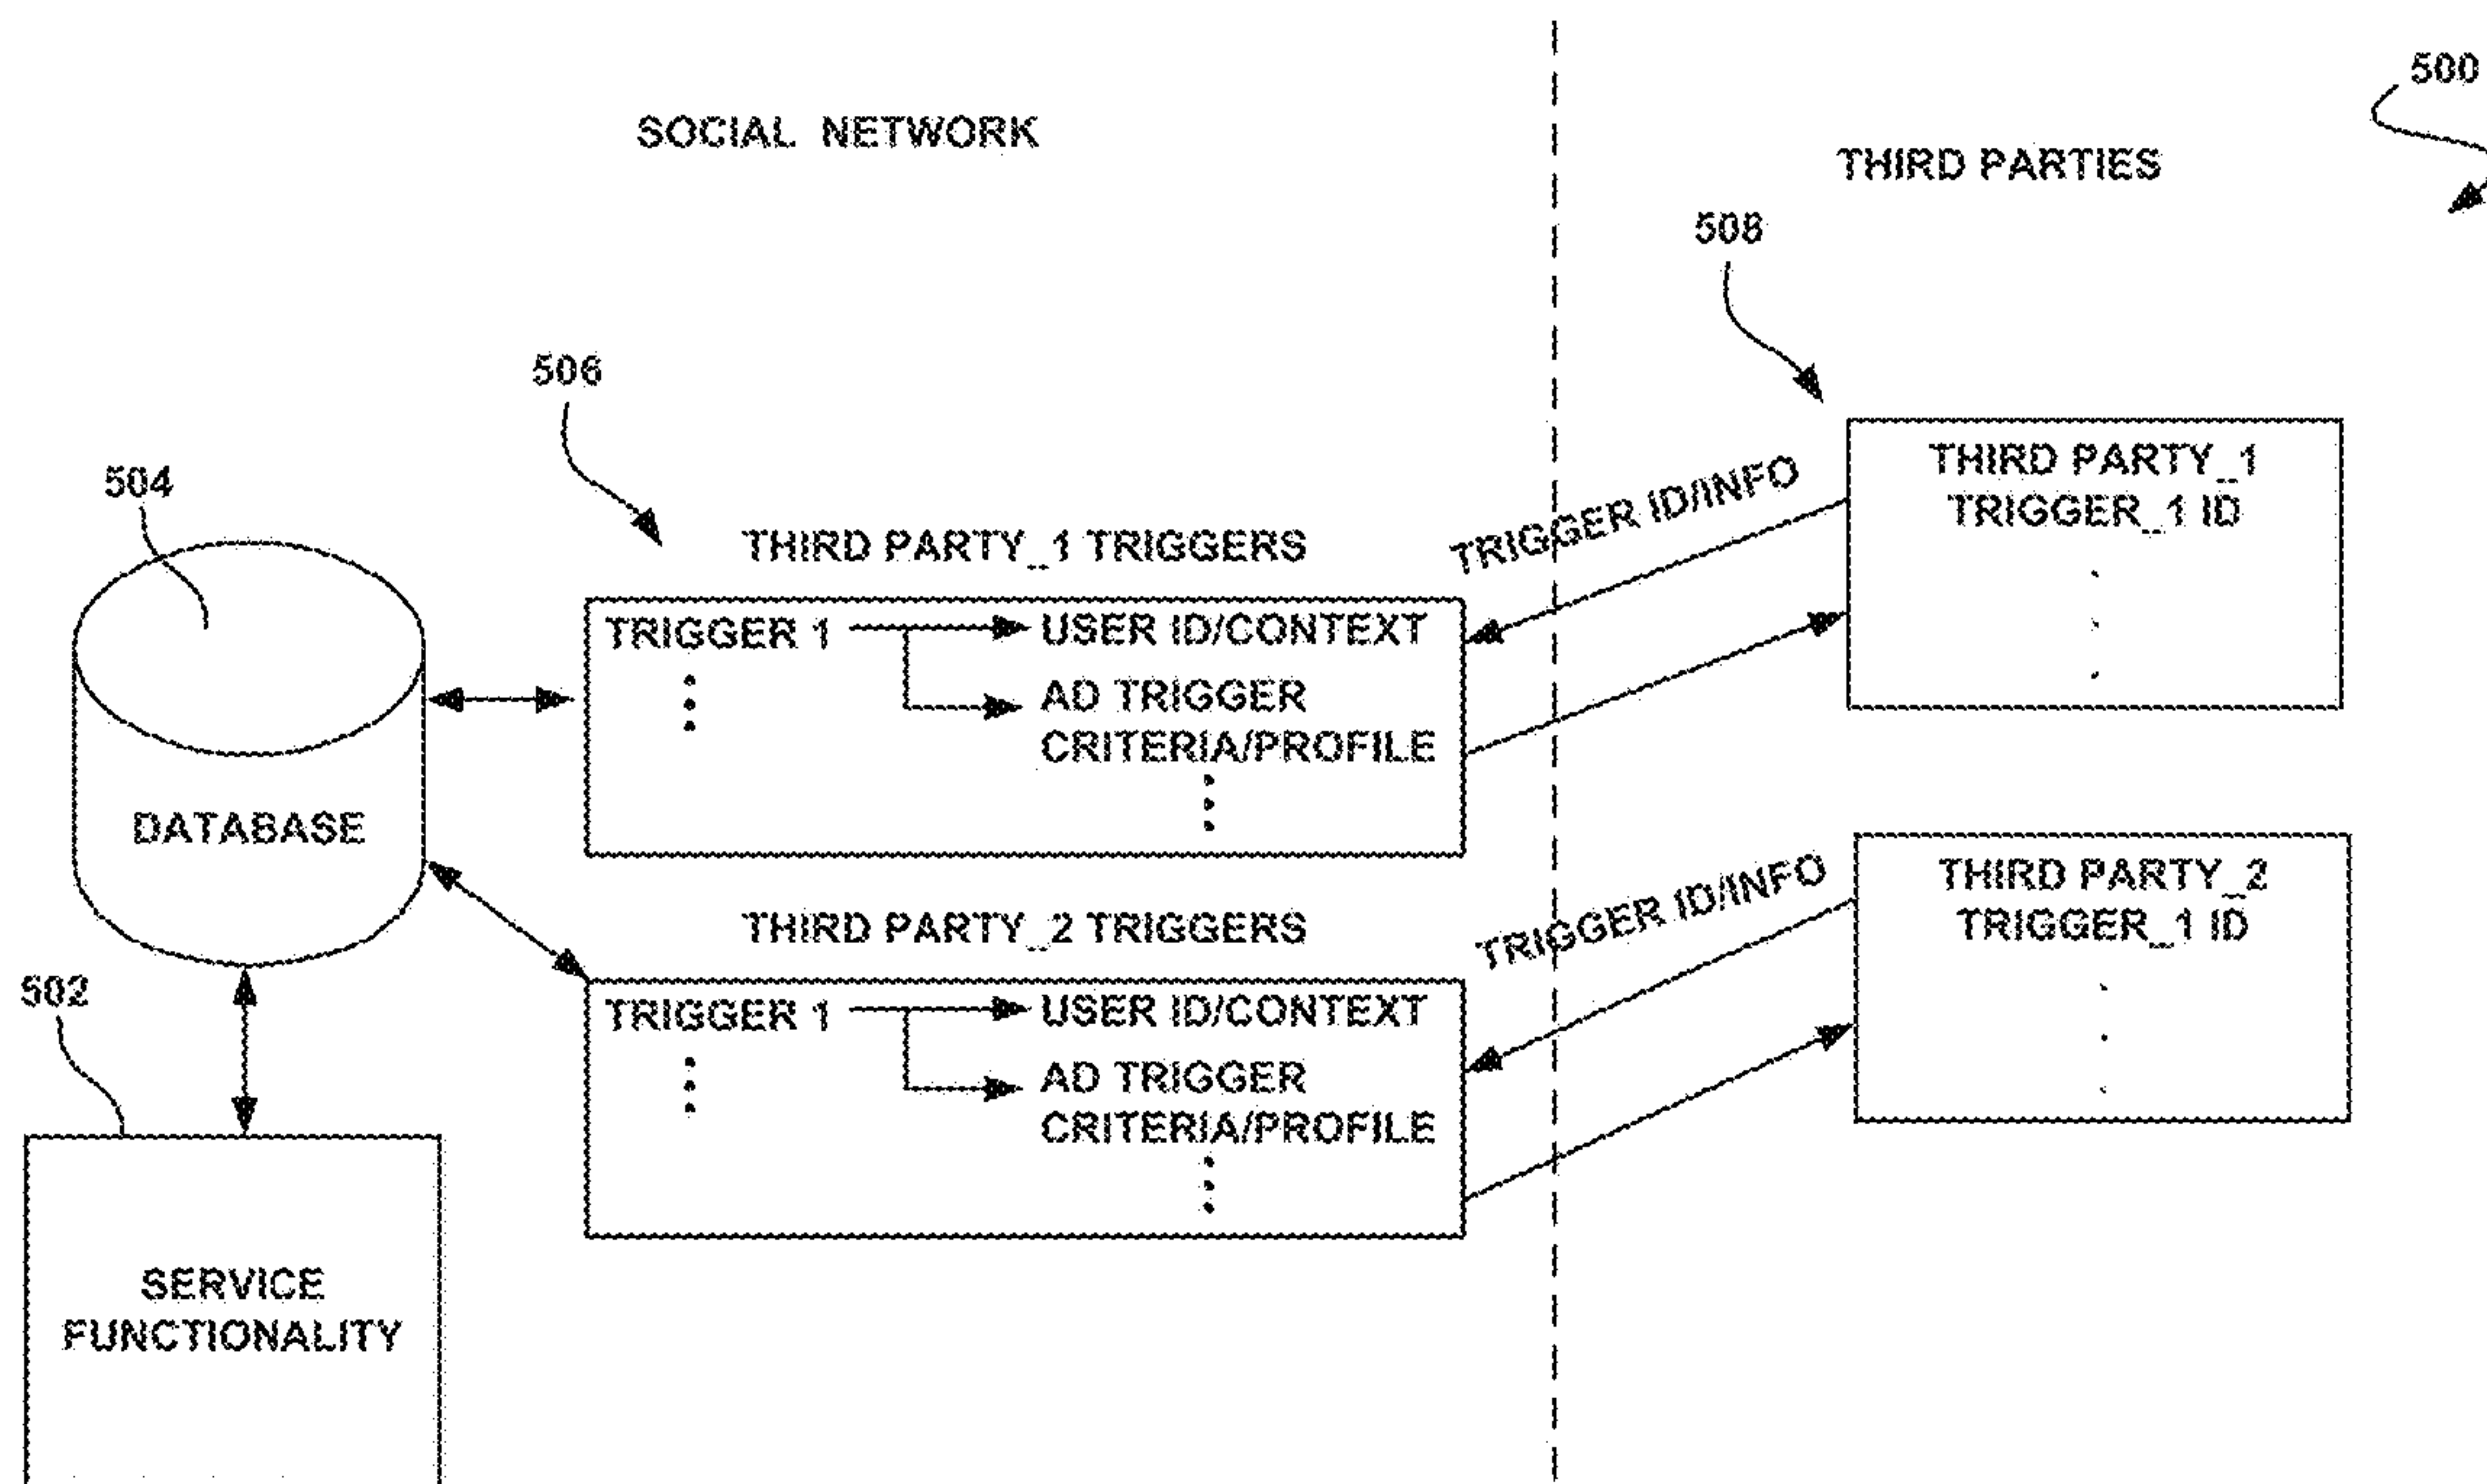 500
SOCIAL NETWORK
THIRD PARTIES
508
506
504
THIRD PARTY_1
TRIGGER_1 ID
TRIGGER ID/INFO
THIRD PARTY_1 TRIGGERS
TRIGGER 1
USER ID/CONTEXT
AD TRIGGER
CRITERIA/PROFILE
DATABASE
THIRD PARTY_2
TRIGGER_1 ID
TRIGGER ID/INFO
THIRD PARTY_2 TRIGGERS
502
TRIGGER 1
USER ID/CONTEXT
AD TRIGGER
CRITERIA/PROFILE
SERVICE
FUNCTIONALITY